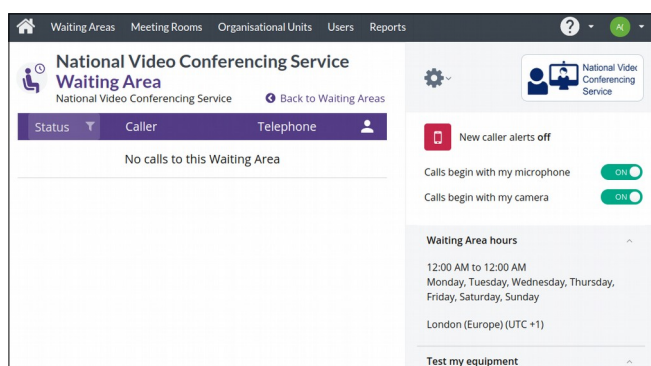 Waiting Areas Meeting Rooms Organisational Units Users Reports ? A(
National Video Conferencing Service
Waiting Area
National Video Conferencing Service Back to Waiting Areas
Status Caller Telephone
No calls to this Waiting Area
National Video
Conferencing
Service
New caller alerts off
Calls begin with my microphone ON
Calls begin with my camera ON
Waiting Area hours
12:00 AM to 12:00 AM
Monday, Tuesday, Wednesday, Thursday,
Friday, Saturday, Sunday
London (Europe) (UTC +1)
Test my equipment